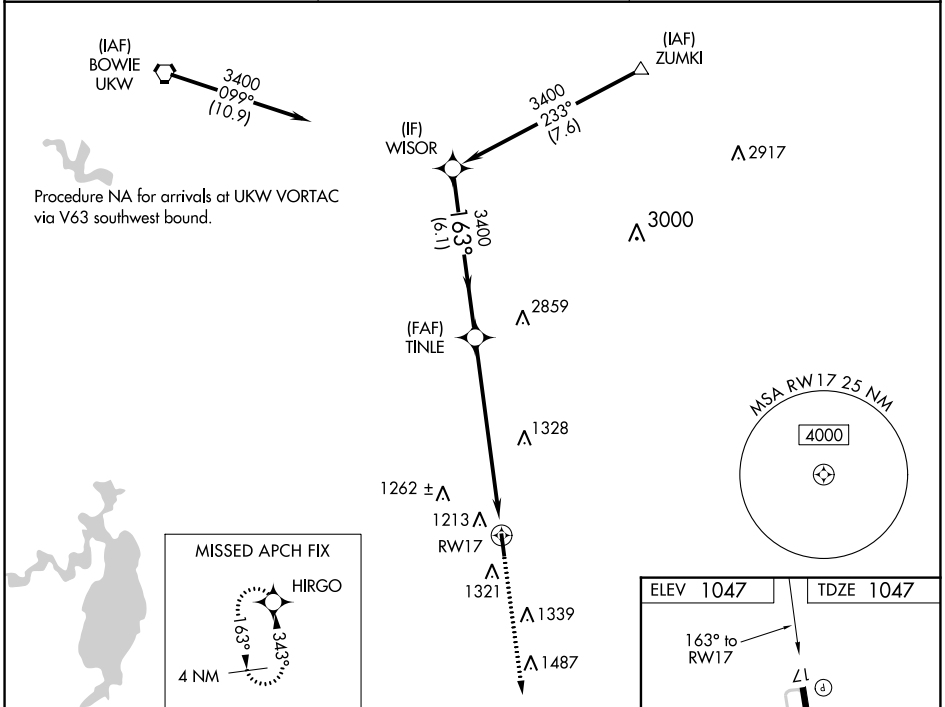 (IAF)
BOWIE
UKW
3400
099°
(10.9)
(IAF)
ZUMKI
3400
233°
(7.6)
(IF)
WISOR
2917
Procedure NA for arrivals at UKW VORTAC
via V63 southwest bound.
3400
163°
(6.1)
3000
(FAF)
TINLE
2859
MSA RW17 25 NM
4000
1328
1262 ±
1213
RW17
1321
1339
1487
MISSED APCH FIX
HIRGO
163°
343°
4 NM
ELEV 1047
TDZE 1047
163° to
RW17
17
P